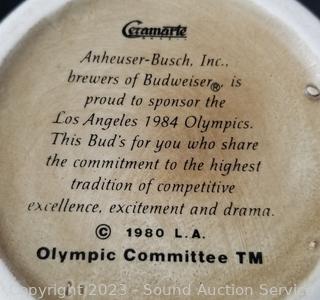 Ceramarte
BRAZIL
Anheuser-Busch, Inc.,
brewers of Budweiser®, is
proud to sponsor the
Los Angeles 1984 Olympics.
This Bud's for you who share
the commitment to the highest
tradition of competitive
excellence, excitement and drama.
© 1980 L.A.
Olympic Committee TM
Copyright 2023 - Sound Auction Service